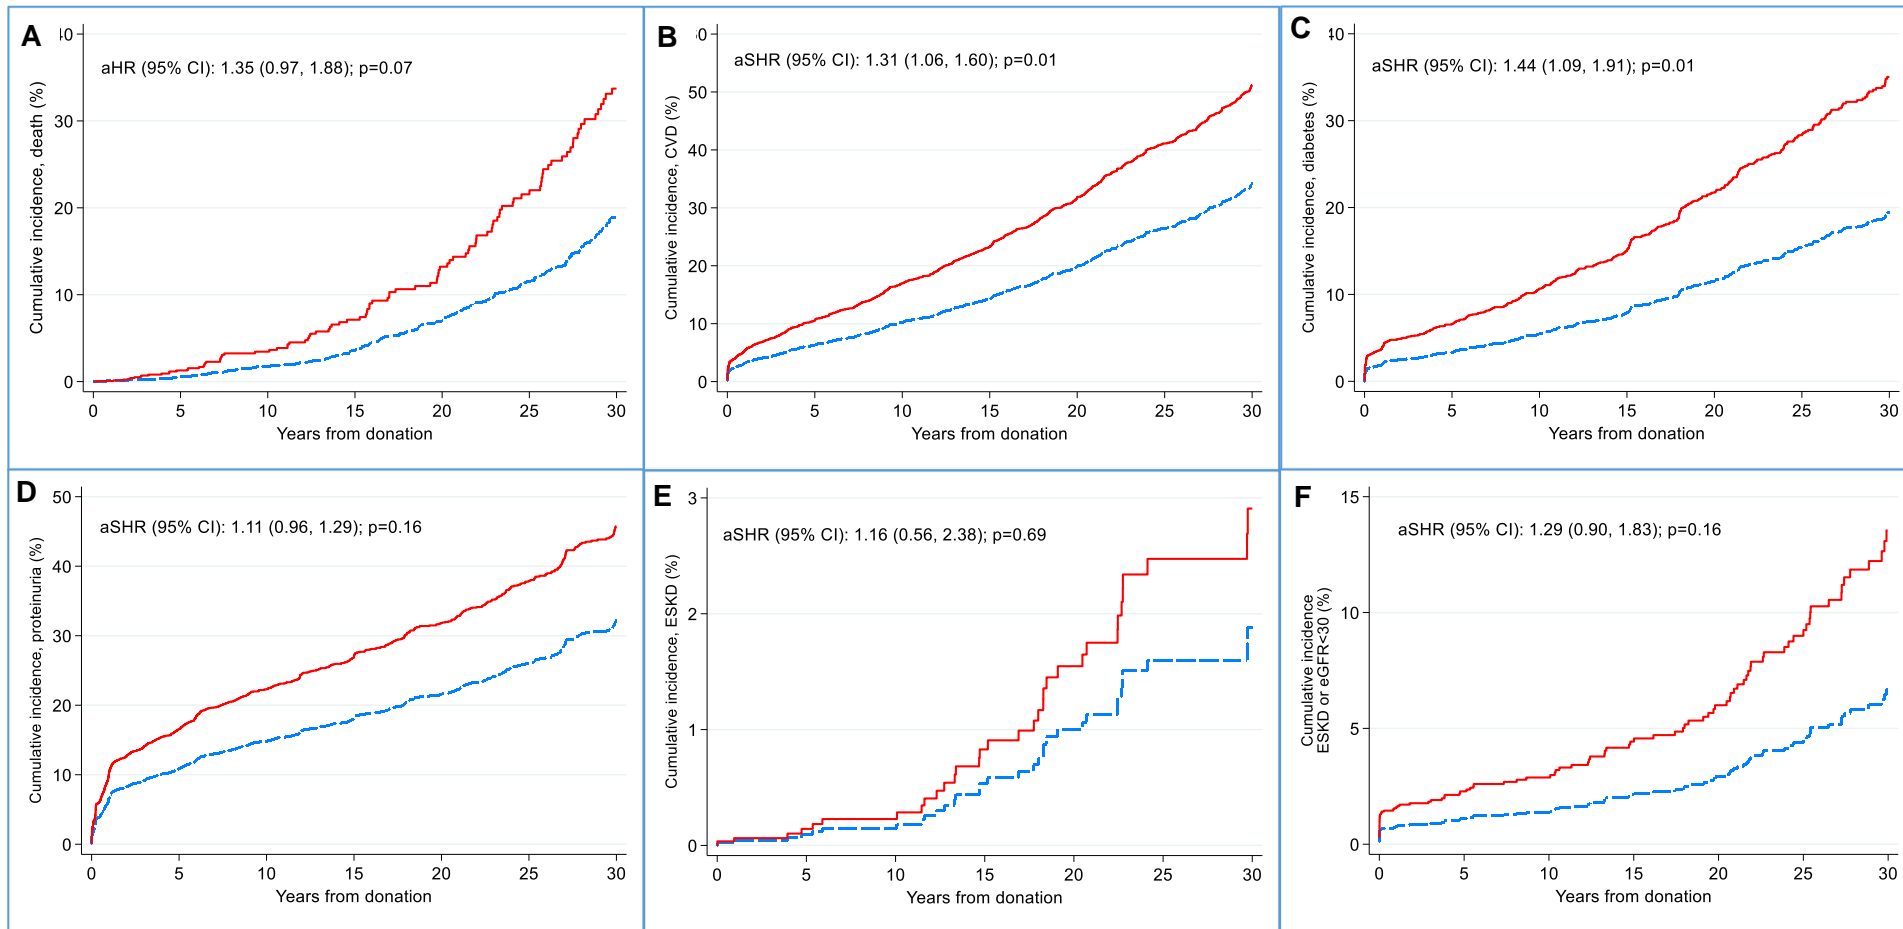 A
40
aHR (95% CI): 1.35 (0.97, 1.88); p=0.07
30
20
10
0
Cumulative incidence, death (%)
0 5 10 15 20 25 30
Years from donation
B
60
aSHR (95% CI): 1.31 (1.06, 1.60); p=0.01
50
40
30
20
10
0
Cumulative incidence, CVD (%)
0 5 10 15 20 25 30
Years from donation
C
40
aSHR (95% CI): 1.44 (1.09, 1.91); p=0.01
30
20
10
0
Cumulative incidence, diabetes (%)
0 5 10 15 20 25 30
Years from donation
D
50
aSHR (95% CI): 1.11 (0.96, 1.29); p=0.16
40
30
20
10
0
Cumulative incidence, proteinuria (%)
0 5 10 15 20 25 30
Years from donation
E
3
aSHR (95% CI): 1.16 (0.56, 2.38); p=0.69
2
1
0
Cumulative incidence, ESKD (%)
0 5 10 15 20 25 30
Years from donation
F
15
aSHR (95% CI): 1.29 (0.90, 1.83); p=0.16
10
5
0
Cumulative incidence
ESKD or eGFR<30 (%)
0 5 10 15 20 25 30
Years from donation